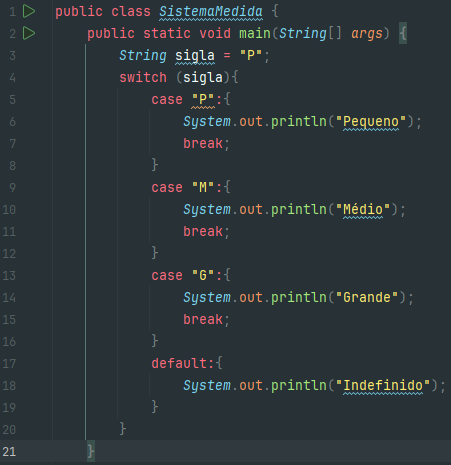 1 public class SistemaMedida {
2     public static void main(String[] args) {
3         String sigla = "P";
4         switch (sigla){
5             case "P":{
6                 System.out.println("Pequeno");
7                 break;
8             }
9             case "M":{
10                 System.out.println("Médio");
11                 break;
12             }
13             case "G":{
14                 System.out.println("Grande");
15                 break;
16             }
17             default:{
18                 System.out.println("Indefinido");
19             }
20         }
21     }